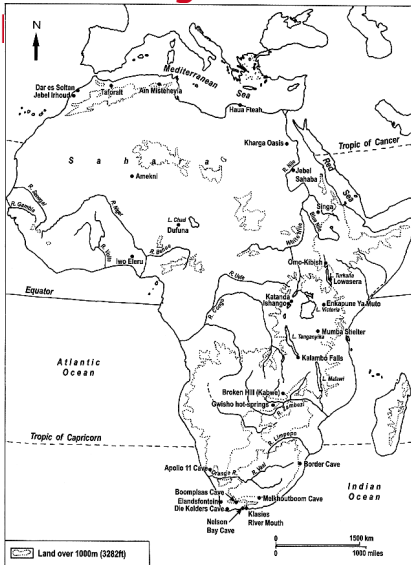 N
Mediterranean
Sea
Dar es Soltan
Jebel Irhoud
Taforalt
Ain Misteheyia
Haua Fteah
Kharga Oasis
Tropic of Cancer
Sahara
Amekni
R. Nile
Jebel
Sahaba
Red
Sea
R. Senegal
R. Gambia
R. Niger
L. Chad
Dufuna
Singa
Blue Nile
White Nile
R. Volta
R. Benue
Iwo Eleru
Omo-Kibish
Turkana
Lowasera
R. Uele
Equator
R. Congo
Katanda
Ishango
Enkapune Ya Muto
L. Victoria
Mumba Shelter
L. Tanganyika
Kalambo Falls
Atlantic
Ocean
L. Malawi
Broken Hill (Kabwe)
Gwisho hot-springs
R. Zambezi
Tropic of Capricorn
R. Limpopo
Apollo 11 Cave
Orange R.
R. Vaal
Border Cave
Boomplaas Cave
Elandsfontein
Die Kelders Cave
Melkhoutboom Cave
Indian
Ocean
Nelson
Bay Cave
Klasies
River Mouth
Land over 1000m (3282ft)
0 1500 km
0 1000 miles